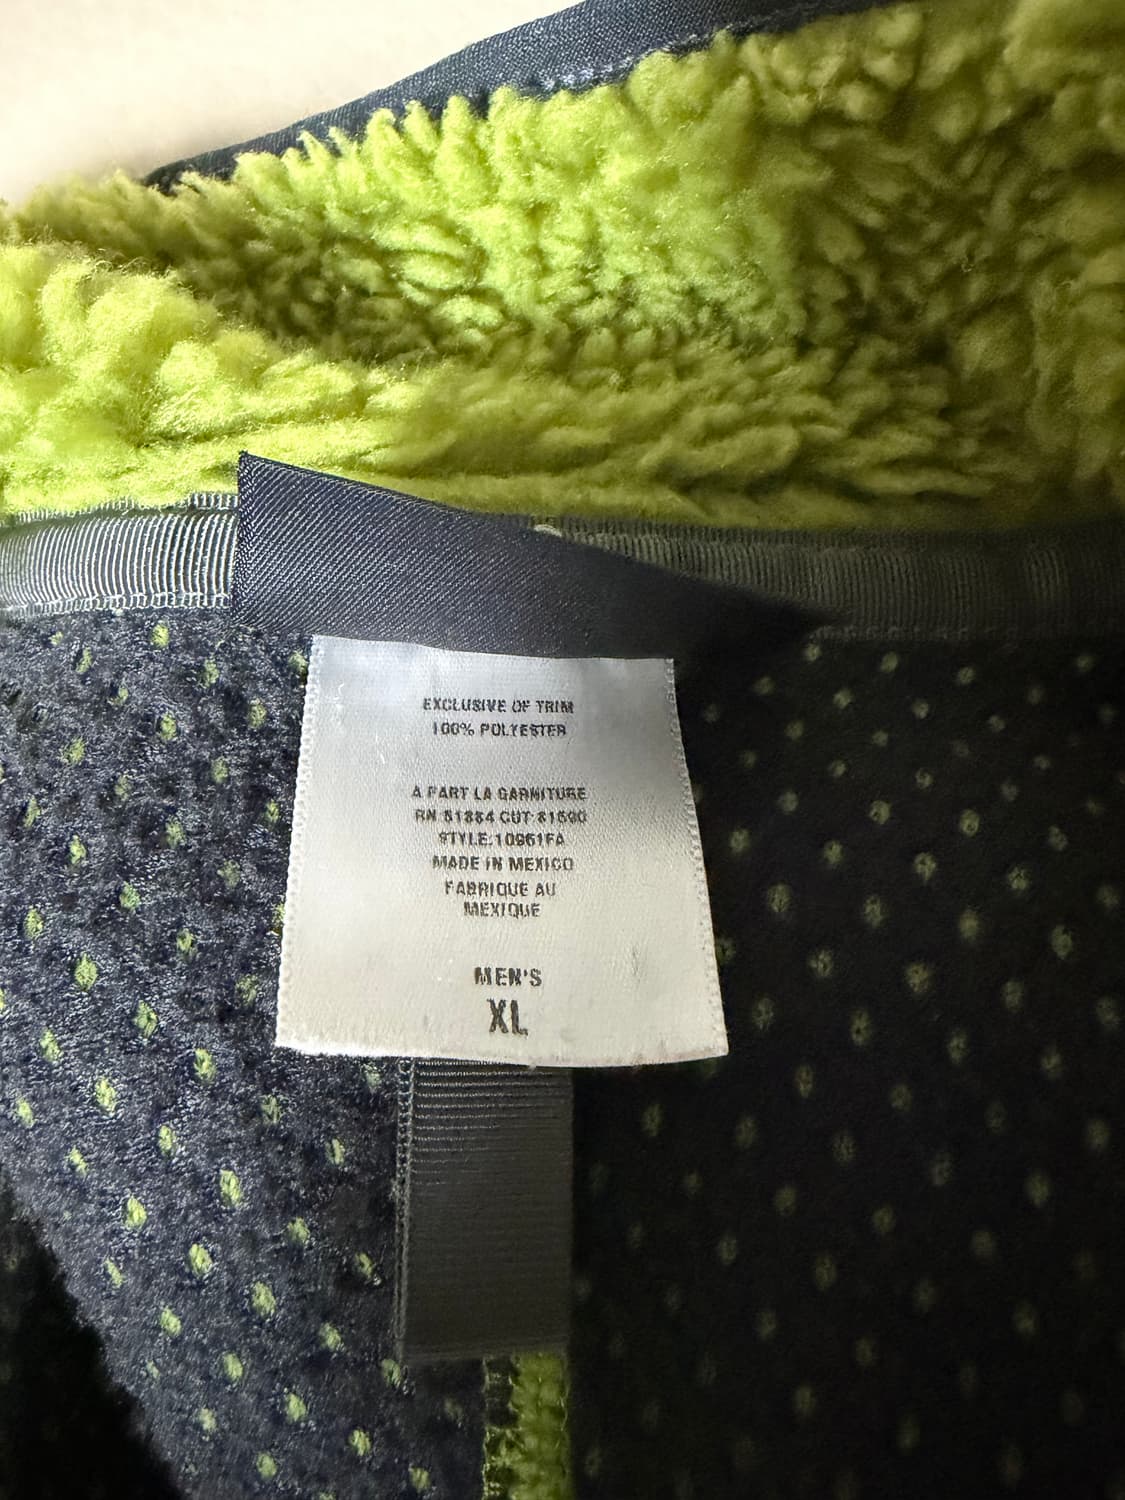 EXCLUSIVE OF TRIM
100% POLYESTER
A PART LA GARNITURE
RN 51884 CUT
STYLE:10961FA
MADE IN MEXICO
FABRIQUE AU
MEXIQUE
MEN'S
XL